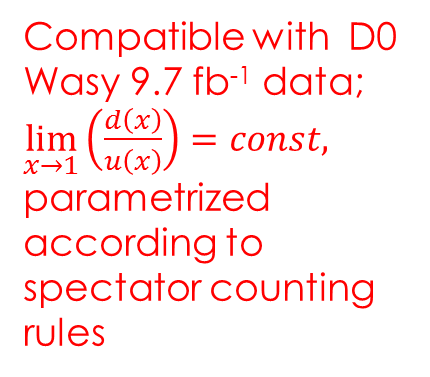 Compatible with D0
Wasy 9.7 fb⁻¹ data;
lim x→1 (d(x)/u(x)) = const,
parametrized
according to
spectator counting
rules